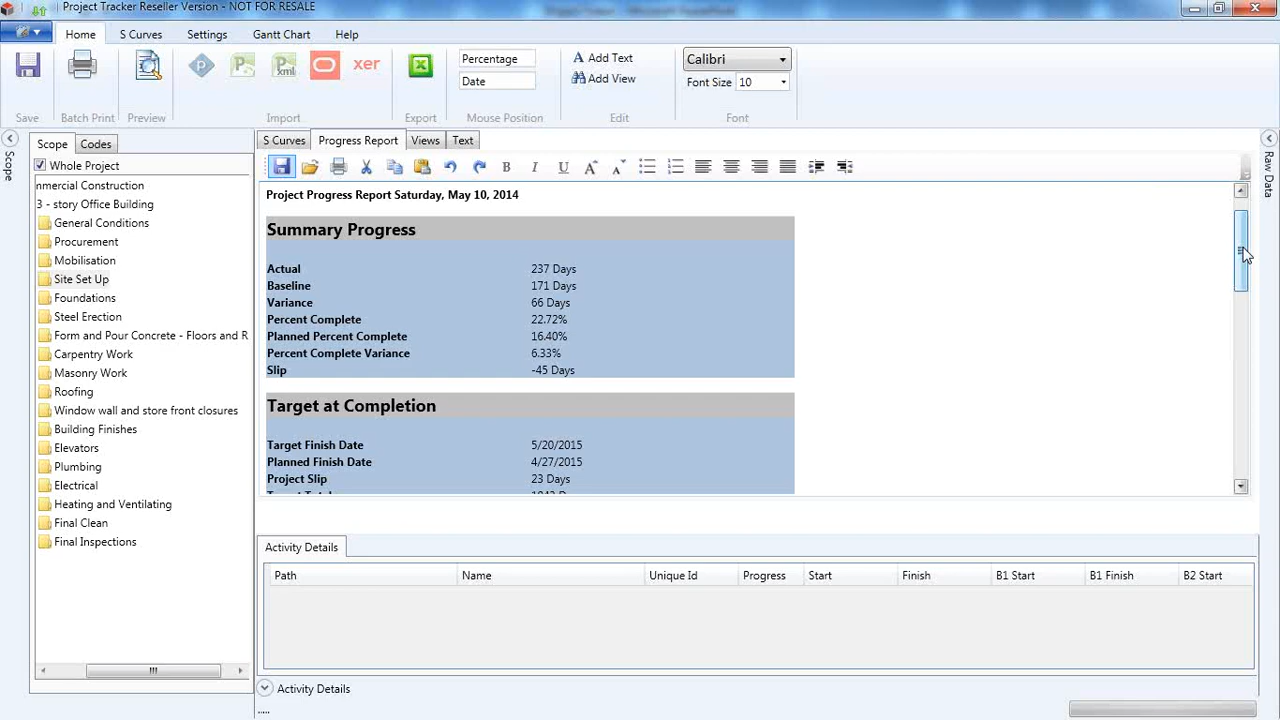 Project Tracker Reseller Version - NOT FOR RESALE
Home S Curves Settings Gantt Chart Help
xer
Percentage
Date
Add Text
Add View
Calibri
Font Size 10
Save Batch Print Preview Import Export Mouse Position Edit Font
Scope
Scope Codes
Whole Project
nmercial Construction
3 - story Office Building
General Conditions
Procurement
Mobilisation
Site Set Up
Foundations
Steel Erection
Form and Pour Concrete - Floors and R
Carpentry Work
Masonry Work
Roofing
Window wall and store front closures
Building Finishes
Elevators
Plumbing
Electrical
Heating and Ventilating
Final Clean
Final Inspections
S Curves Progress Report Views Text
Raw Data
Project Progress Report Saturday, May 10, 2014
Summary Progress
Actual 237 Days
Baseline 171 Days
Variance 66 Days
Percent Complete 22.72%
Planned Percent Complete 16.40%
Percent Complete Variance 6.33%
Slip -45 Days
Target at Completion
Target Finish Date 5/20/2015
Planned Finish Date 4/27/2015
Project Slip 23 Days
Activity Details
Path Name Unique Id Progress Start Finish B1 Start B1 Finish B2 Start
Activity Details
.....